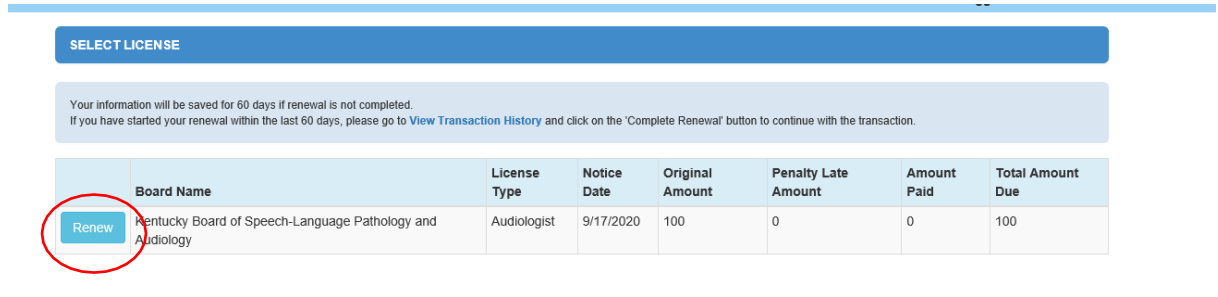 SELECT LICENSE
Your information will be saved for 60 days if renewal is not completed.
If you have started your renewal within the last 60 days, please go to View Transaction History and click on the 'Complete Renewal' button to continue with the transaction.
Board Name License Type Notice Date Original Amount Penalty Late Amount Amount Paid Total Amount Due
Renew Kentucky Board of Speech-Language Pathology and Audiology Audiologist 9/17/2020 100 0 0 100